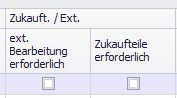 Zukauft. / Ext.
ext.
Bearbeitung
erforderlich
Zukaufteile
erforderlich